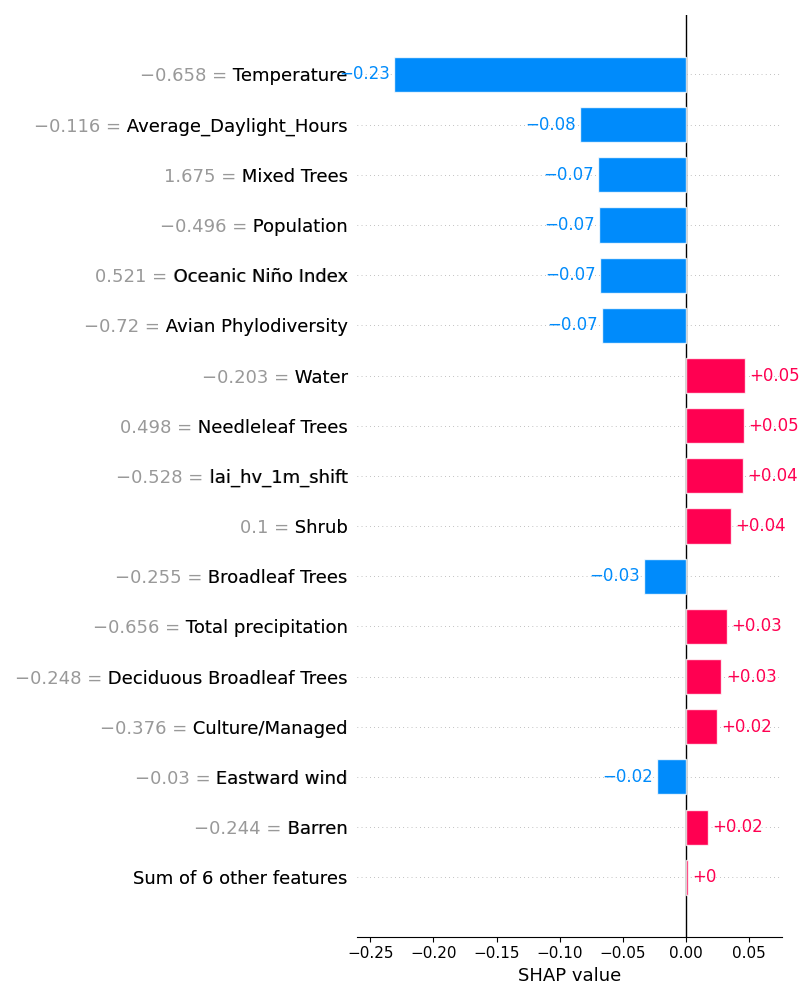 −0.658 = Temperature −0.23
−0.116 = Average_Daylight_Hours −0.08
1.675 = Mixed Trees −0.07
−0.496 = Population −0.07
0.521 = Oceanic Niño Index −0.07
−0.72 = Avian Phylodiversity −0.07
−0.203 = Water +0.05
0.498 = Needleleaf Trees +0.05
−0.528 = lai_hv_1m_shift +0.04
0.1 = Shrub +0.04
−0.255 = Broadleaf Trees −0.03
−0.656 = Total precipitation +0.03
−0.248 = Deciduous Broadleaf Trees +0.03
−0.376 = Culture/Managed +0.02
−0.03 = Eastward wind −0.02
−0.244 = Barren +0.02
Sum of 6 other features +0
−0.25 −0.20 −0.15 −0.10 −0.05 0.00 0.05
SHAP value